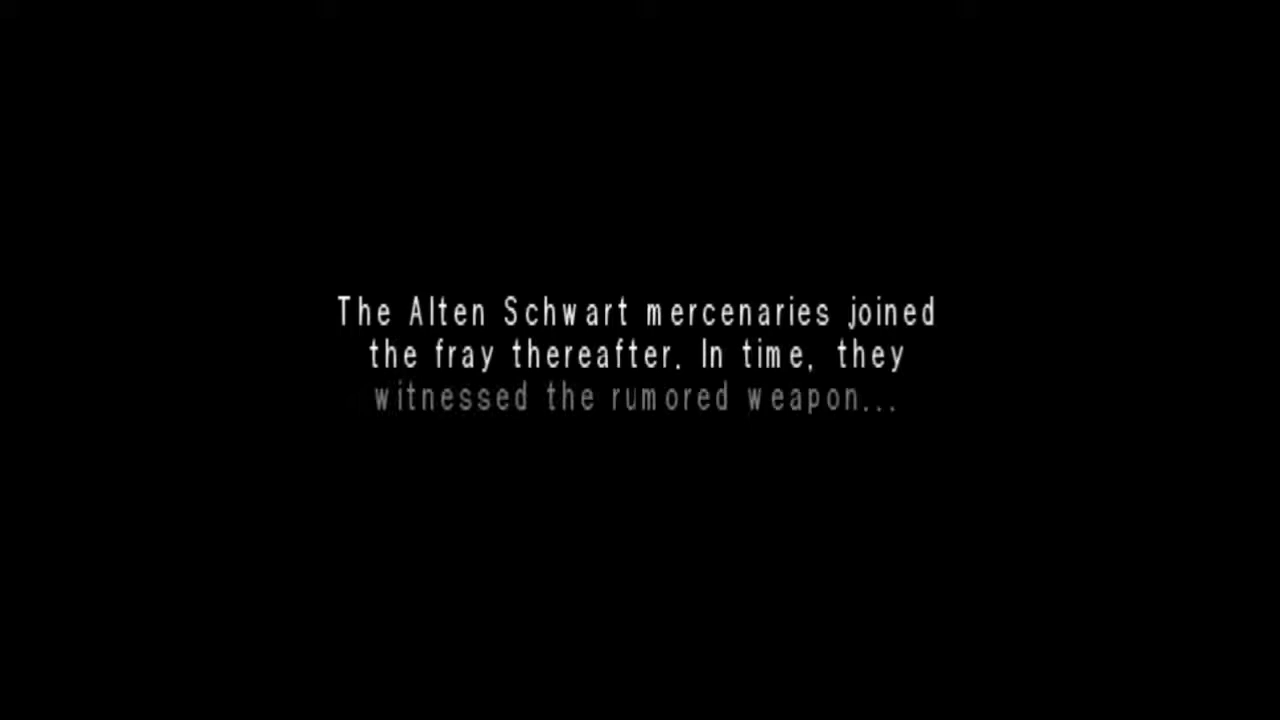 The Alten Schwart mercenaries joined
the fray thereafter. In time, they
witnessed the rumored weapon...